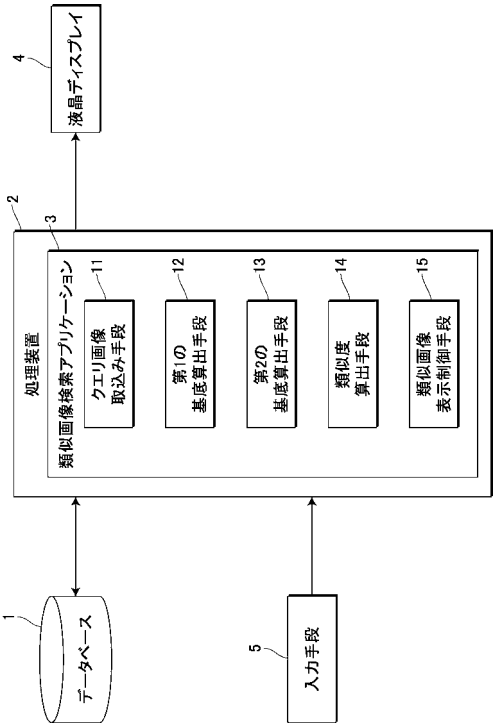 1
データベース
5
入力手段
2
処理装置
3
類似画像検索アプリケーション
11
クエリ画像
取込み手段
12
第1の
基底算出手段
13
第2の
基底算出手段
14
類似度
算出手段
15
類似画像
表示制御手段
4
液晶ディスプレイ